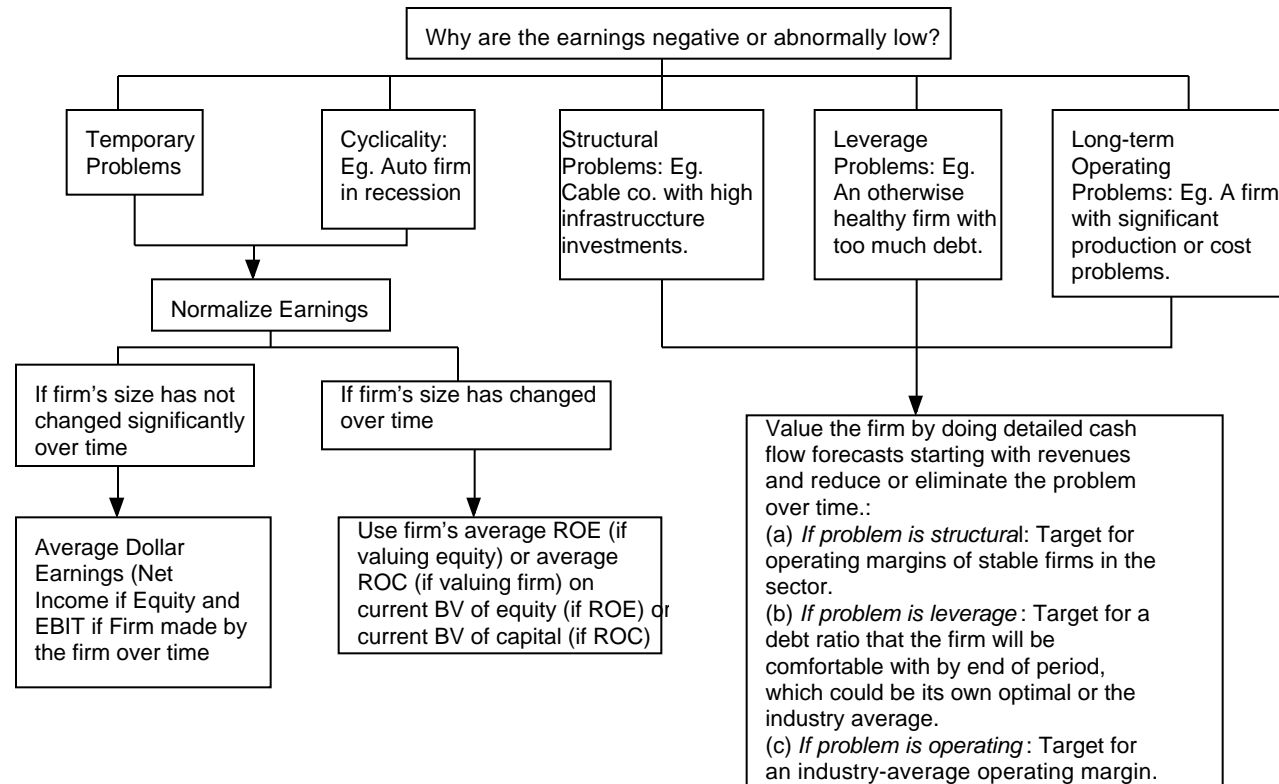 Why are the earnings negative or abnormally low?
Temporary
Problems
Cyclicality:
Eg. Auto firm
in recession
Structural
Problems: Eg.
Cable co. with high
infrastruccture
investments.
Leverage
Problems: Eg.
An otherwise
healthy firm with
too much debt.
Long-term
Operating
Problems: Eg. A firm
with significant
production or cost
problems.
Normalize Earnings
If firm’s size has not
changed significantly
over time
If firm’s size has changed
over time
Average Dollar
Earnings (Net
Income if Equity and
EBIT if Firm made by
the firm over time
Use firm’s average ROE (if
valuing equity) or average
ROC (if valuing firm) on
current BV of equity (if ROE) or
current BV of capital (if ROC)
Value the firm by doing detailed cash
flow forecasts starting with revenues
and reduce or eliminate the problem
over time.:
(a) If problem is structural: Target for
operating margins of stable firms in the
sector.
(b) If problem is leverage: Target for a
debt ratio that the firm will be
comfortable with by end of period,
which could be its own optimal or the
industry average.
(c) If problem is operating: Target for
an industry-average operating margin.